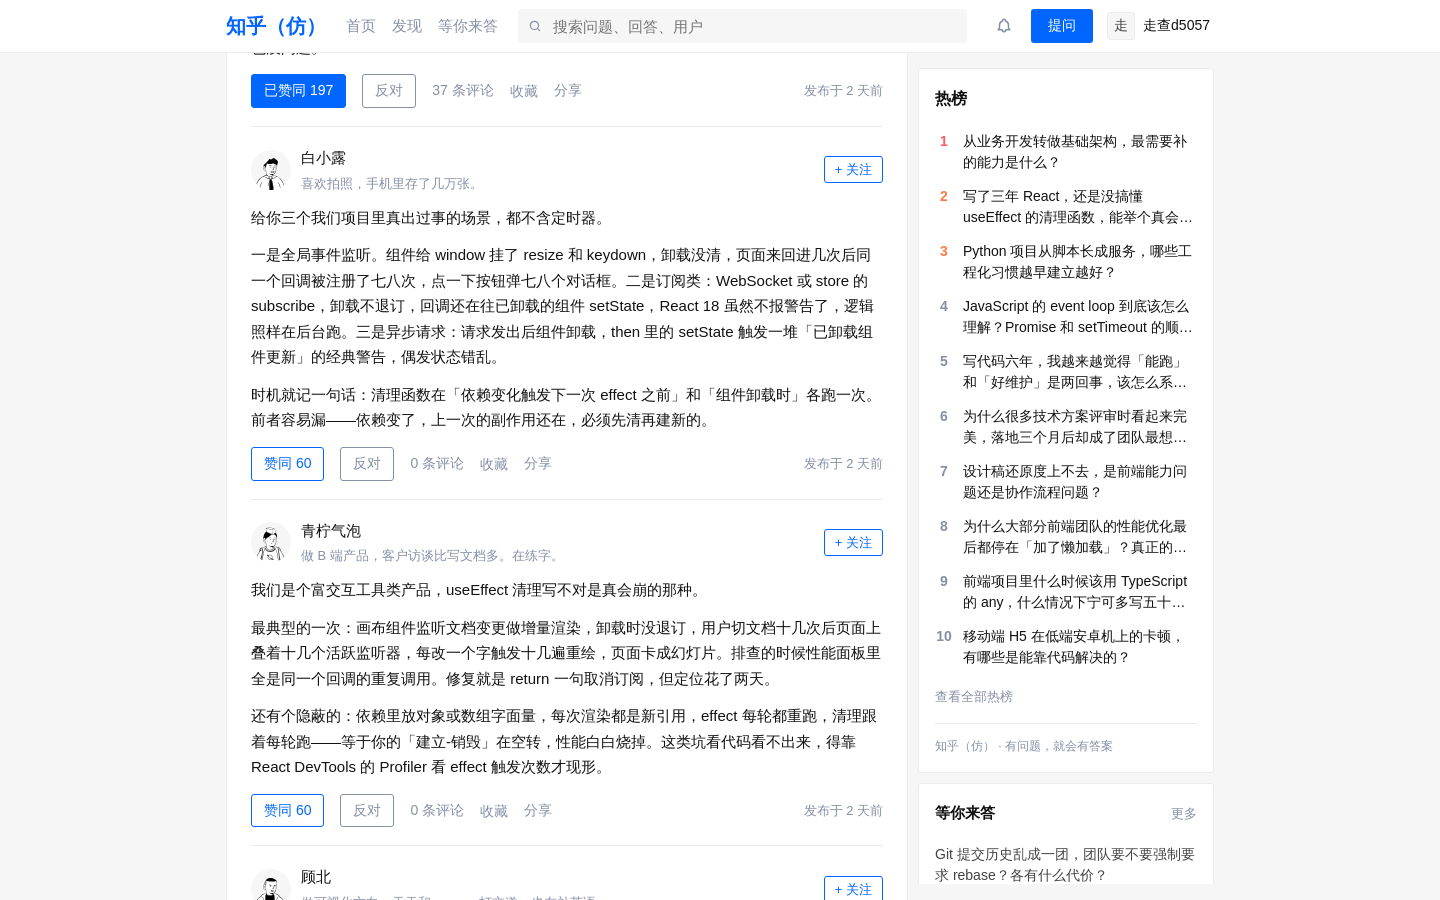 知乎（仿）
首页 发现 等你来答
搜索问题、回答、用户
提问
走 走查d5057
已赞同 197 反对 37 条评论 收藏 分享 发布于 2 天前
白小露
喜欢拍照，手机里存了几万张。
+ 关注
给你三个我们项目里真出过事的场景，都不含定时器。
一是全局事件监听。组件给 window 挂了 resize 和 keydown，卸载没清，页面来回进几次后同
一个回调被注册了七八次，点一下按钮弹七八个对话框。二是订阅类：WebSocket 或 store 的
subscribe，卸载不退订，回调还在往已卸载的组件 setState，React 18 虽然不报警告了，逻辑
照样在后台跑。三是异步请求：请求发出后组件卸载，then 里的 setState 触发一堆「已卸载组
件更新」的经典警告，偶发状态错乱。
时机就记一句话：清理函数在「依赖变化触发下一次 effect 之前」和「组件卸载时」各跑一次。
前者容易漏——依赖变了，上一次的副作用还在，必须先清再建新的。
赞同 60 反对 0 条评论 收藏 分享 发布于 2 天前
青柠气泡
做 B 端产品，客户访谈比写文档多。在练字。
+ 关注
我们是个富交互工具类产品，useEffect 清理写不对是真会崩的那种。
最典型的一次：画布组件监听文档变更做增量渲染，卸载时没退订，用户切文档十几次后页面上
叠着十几个活跃监听器，每改一个字触发十几遍重绘，页面卡成幻灯片。排查的时候性能面板里
全是同一个回调的重复调用。修复就是 return 一句取消订阅，但定位花了两天。
还有个隐蔽的：依赖里放对象或数组字面量，每次渲染都是新引用，effect 每轮都重跑，清理跟
着每轮跑——等于你的「建立-销毁」在空转，性能白白烧掉。这类坑看代码看不出来，得靠
React DevTools 的 Profiler 看 effect 触发次数才现形。
赞同 60 反对 0 条评论 收藏 分享 发布于 2 天前
顾北
+ 关注
热榜
1 从业务开发转做基础架构，最需要补
的能力是什么？
2 写了三年 React，还是没搞懂
useEffect 的清理函数，能举个真会…
3 Python 项目从脚本长成服务，哪些工
程化习惯越早建立越好？
4 JavaScript 的 event loop 到底该怎么
理解？Promise 和 setTimeout 的顺…
5 写代码六年，我越来越觉得「能跑」
和「好维护」是两回事，该怎么系…
6 为什么很多技术方案评审时看起来完
美，落地三个月后却成了团队最想…
7 设计稿还原度上不去，是前端能力问
题还是协作流程问题？
8 为什么大部分前端团队的性能优化最
后都停在「加了懒加载」？真正的…
9 前端项目里什么时候该用 TypeScript
的 any，什么情况下宁可多写五十…
10 移动端 H5 在低端安卓机上的卡顿，
有哪些是能靠代码解决的？
查看全部热榜
知乎（仿） · 有问题，就会有答案
等你来答 更多
Git 提交历史乱成一团，团队要不要强制要
求 rebase？各有什么代价？